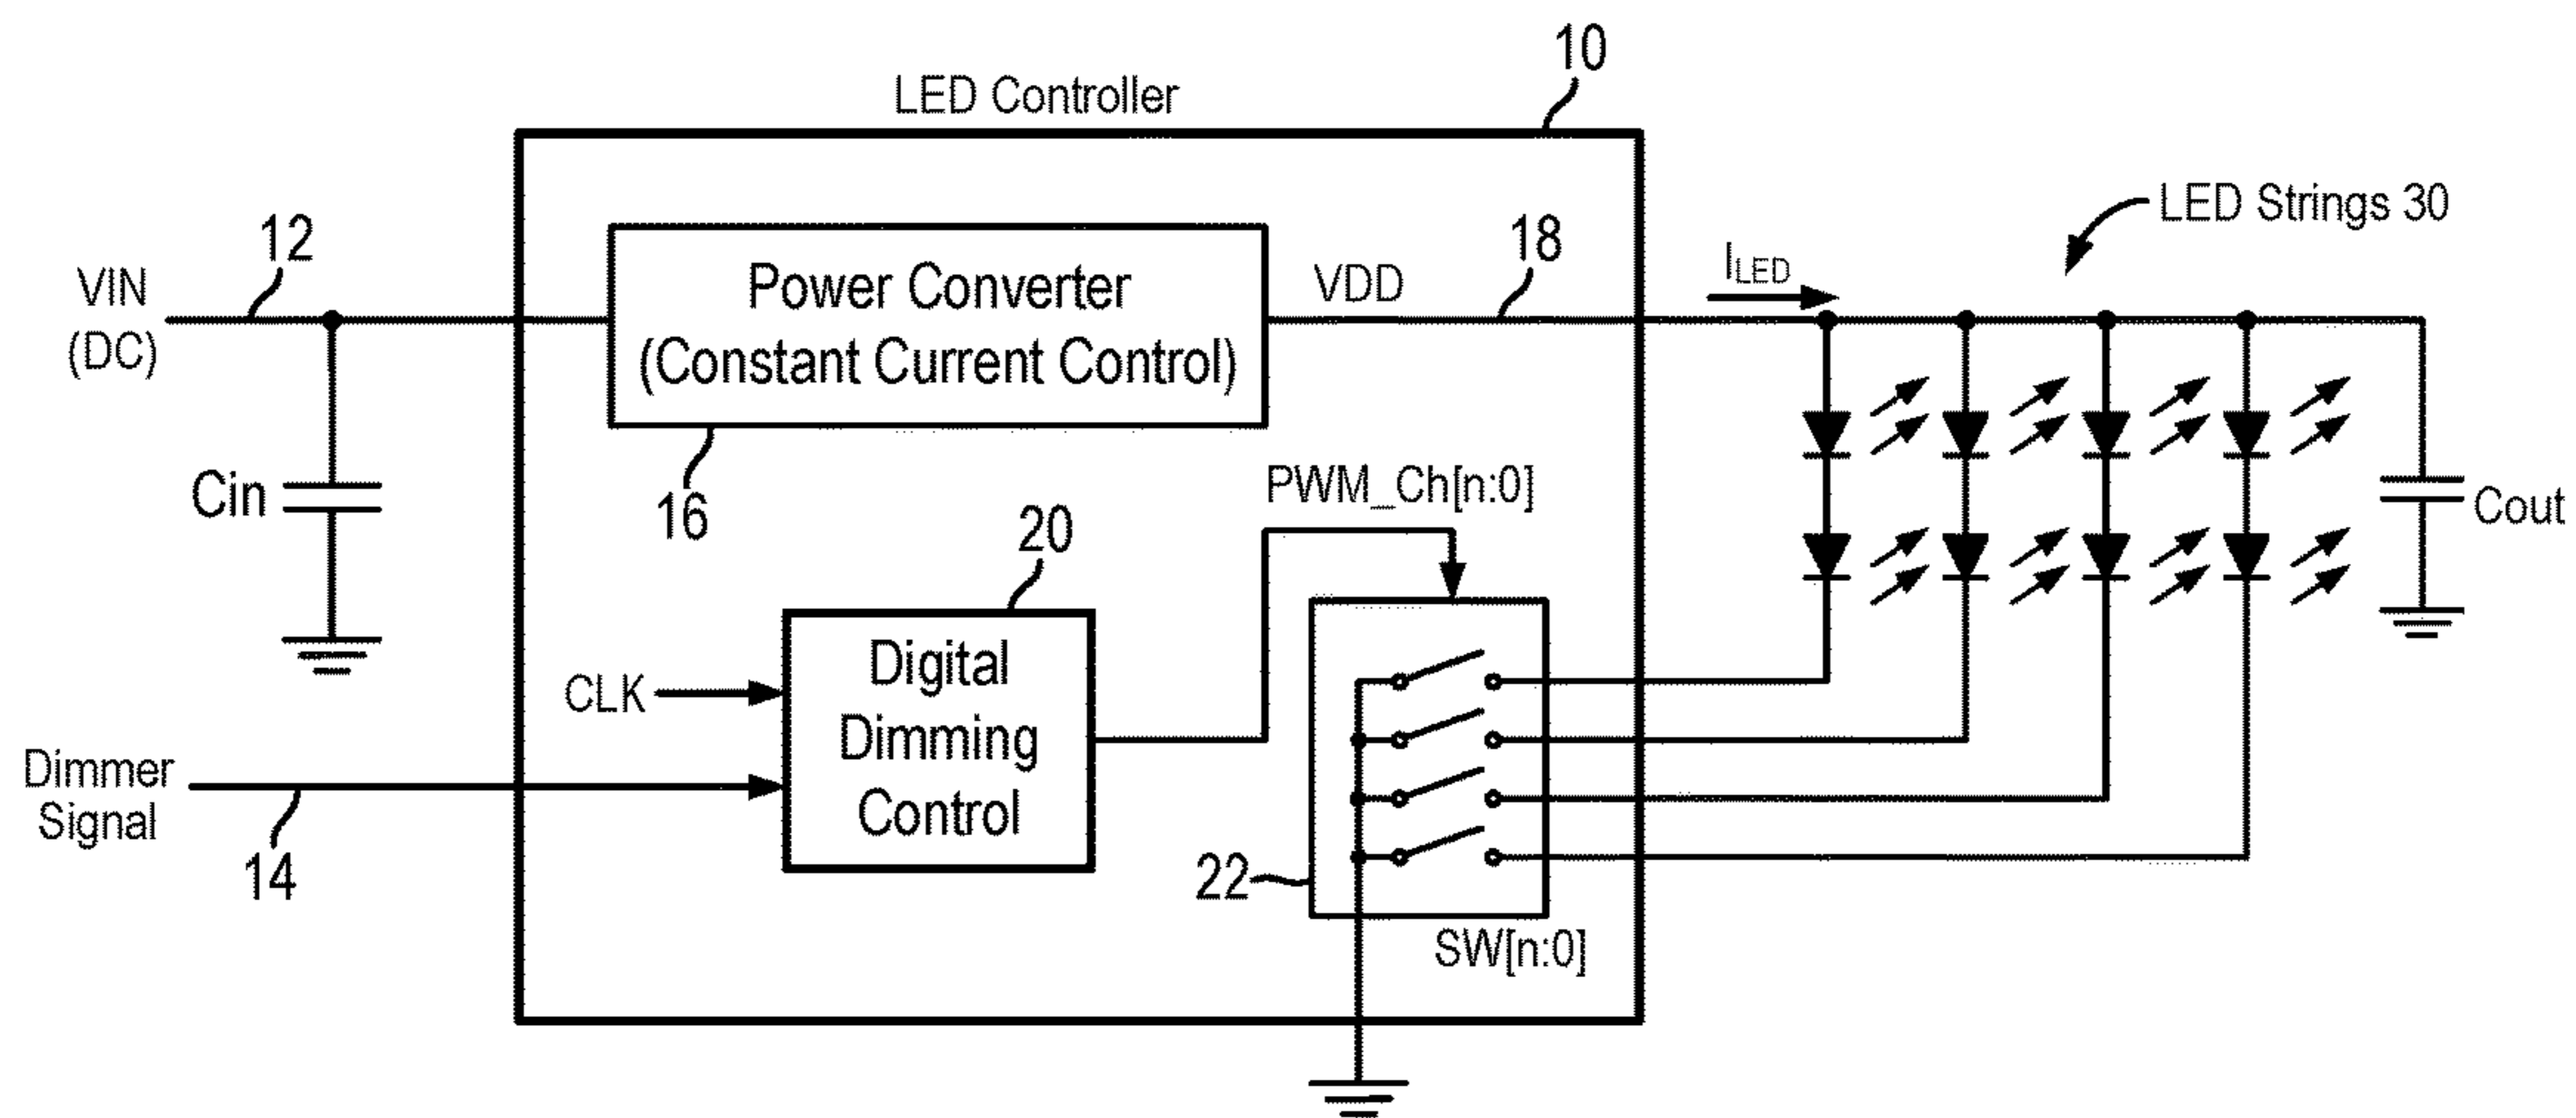 10
LED Controller
LED Strings 30
12
18
I_LED
VIN
(DC)
Power Converter
(Constant Current Control)
VDD
16
PWM_Ch[n:0]
Cin
Cout
20
Digital
Dimming
Control
CLK
Dimmer
Signal
14
22
SW[n:0]